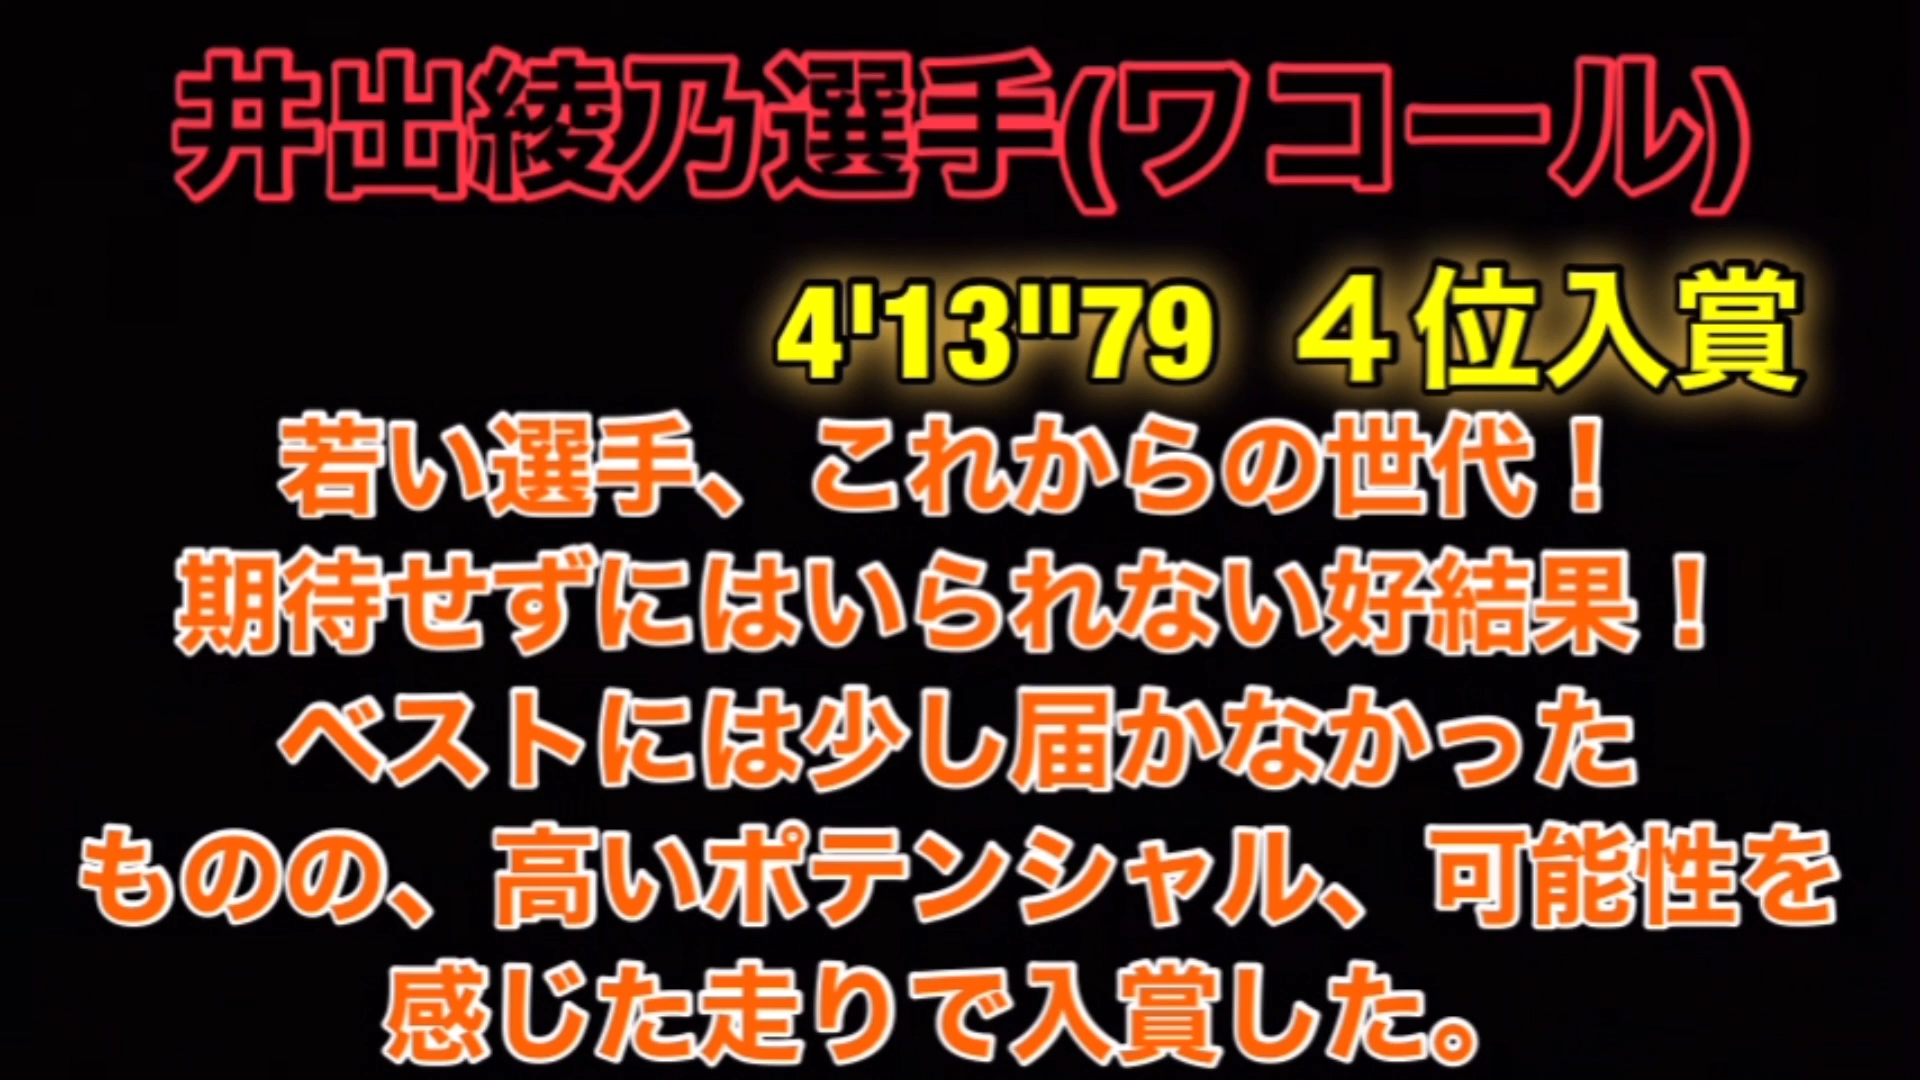 井出綾乃選手(ワコール)
4'13"79 ４位入賞
若い選手、これからの世代！
期待せずにはいられない好結果！
ベストには少し届かなかった
ものの、高いポテンシャル、可能性を
感じた走りで入賞した。